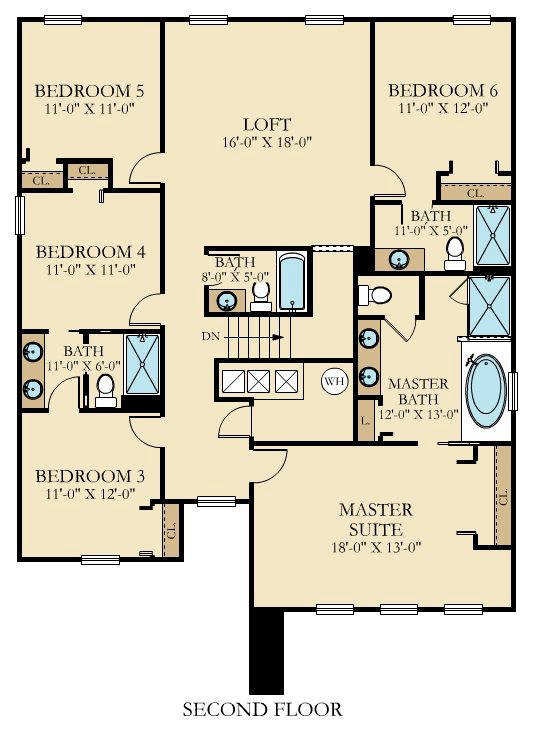 BEDROOM 5
11'-0" X 11'-0"
LOFT
16'-0" X 18'-0"
BEDROOM 6
11'-0" X 12'-0"
CL.
CL.
CL.
BATH
11'-0" X 5'-0"
BEDROOM 4
11'-0" X 11'-0"
BATH
8'-0" X 5'-0"
DN
BATH
11'-0" X 6'-0"
WH
MASTER
BATH
12'-0" X 13'-0"
L.
BEDROOM 3
11'-0" X 12'-0"
CL.
CL.
MASTER
SUITE
18'-0" X 13'-0"
SECOND FLOOR